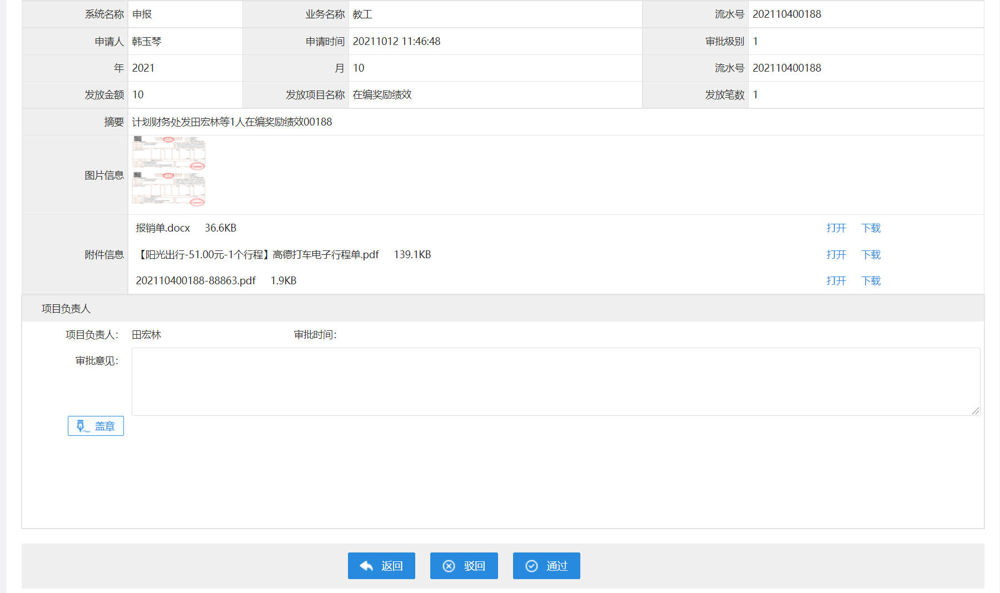 系统名称 申报 业务名称 教工 流水号 202110400188
申请人 韩玉琴 申请时间 20211012 11:46:48 审批级别 1
年 2021 月 10 流水号 202110400188
发放金额 10 发放项目名称 在编奖励绩效 发放笔数 1
摘要 计划财务处发田宏林等1人在编奖励绩效00188
图片信息
附件信息
报销单.docx 36.6KB 打开 下载
【阳光出行-51.00元-1个行程】高德打车电子行程单.pdf 139.1KB 打开 下载
202110400188-88863.pdf 1.9KB 打开 下载
项目负责人
项目负责人: 田宏林 审批时间:
审批意见:
盖章
返回 驳回 通过